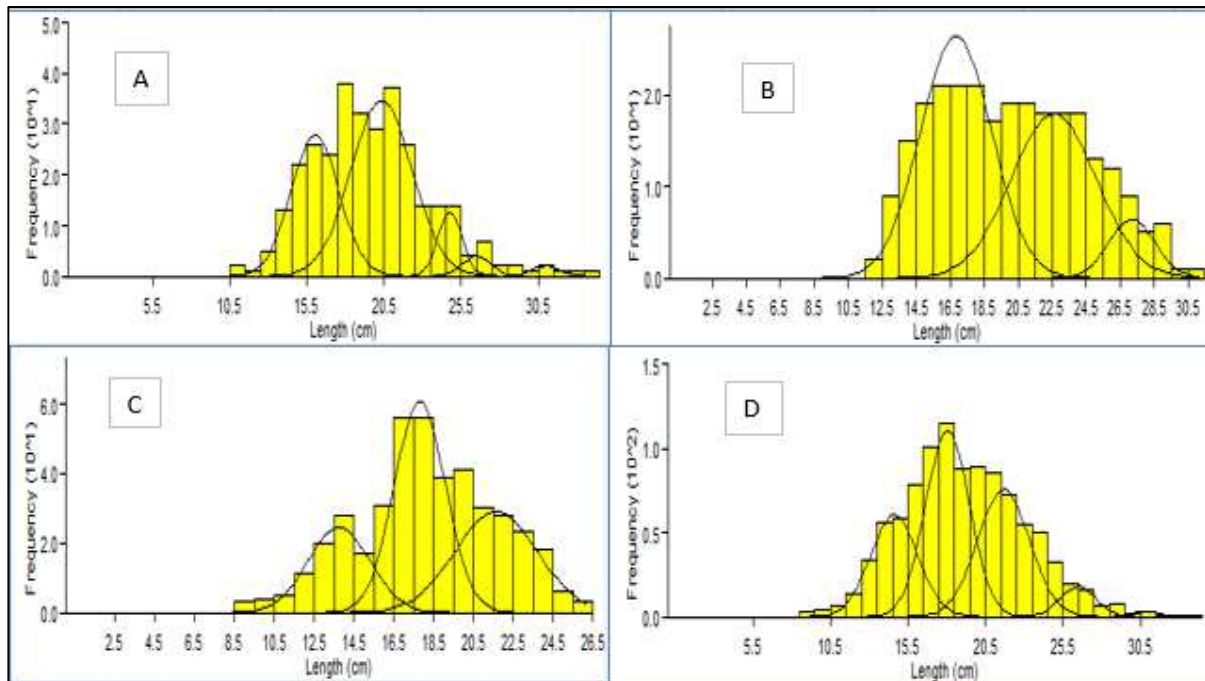 A
Frequency (10^1)
5.0
4.0
3.0
2.0
1.0
0.0
5.5 10.5 15.5 20.5 25.5 30.5
Length (cm)
B
Frequency (10^1)
2.0
1.0
0.0
2.5 4.5 6.5 8.5 10.5 12.5 14.5 16.5 18.5 20.5 22.5 24.5 26.5 28.5 30.5
Length (cm)
C
Frequency (10^1)
6.0
4.0
2.0
0.0
2.5 4.5 6.5 8.5 10.5 12.5 14.5 16.5 18.5 20.5 22.5 24.5 26.5
Length (cm)
D
Frequency (10^2)
1.5
1.0
0.5
0.0
5.5 10.5 15.5 20.5 25.5 30.5
Length (cm)